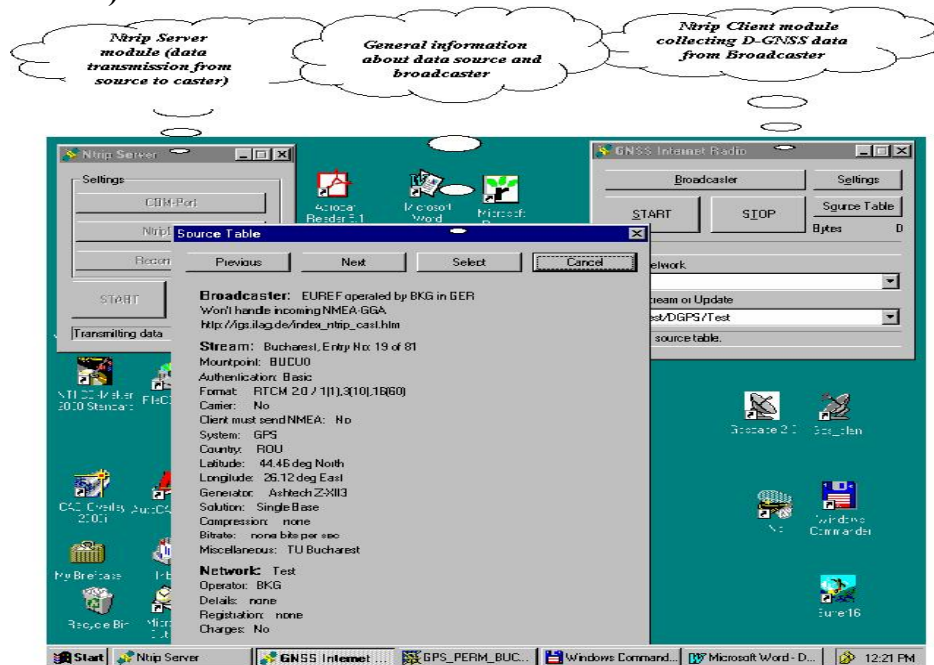 )
Ntrip Server
module (data
transmission from
source to caster)
General information
about data source and
broadcaster
Ntrip Client module
collecting D-GNSS data
from Broadcaster
Ntrip Server
Settings
COM-Port
Recon
START
Transmitting data
Acrobat
Reader 5.1
Microsoft
Word
Microsoft
GNSS Internet Radio
Broadcaster
Settings
START
STOP
Source Table
Bytes 0
etwork
ream or Update
est/DGPS/Test
source table.
Source Table
Previous
Next
Select
Cancel
Broadcaster: EUREF operated by BKG in GER
Won't handle incoming NMEA-GGA
http://igs.ifag.de/index_ntrip_cast.htm
Stream: Bucharest, Entry No: 19 of 81
Mountpoint: BUCU0
Authentication: Basic
Format: RTCM 2.0 / 1(1),3(10),16(60)
Carrier: No
Client must send NMEA: No
System: GPS
Country: ROU
Latitude: 44.46 deg North
Longitude: 26.12 deg East
Generator: Ashtech Z-XII3
Solution: Single Base
Compression: none
Bitrate: none bits per sec
Miscellaneous: TU Bucharest
Network: Test
Operator: BKG
Details: none
Registration: none
Charges: No
2000 Standard
CAD Overlay
2000i
My Briefcase
Recycle Bin
Windows
Commander
Start
Ntrip Server
GNSS Internet ...
GPS_PERM_BUC...
Windows Command...
Microsoft Word - D...
12:21 PM